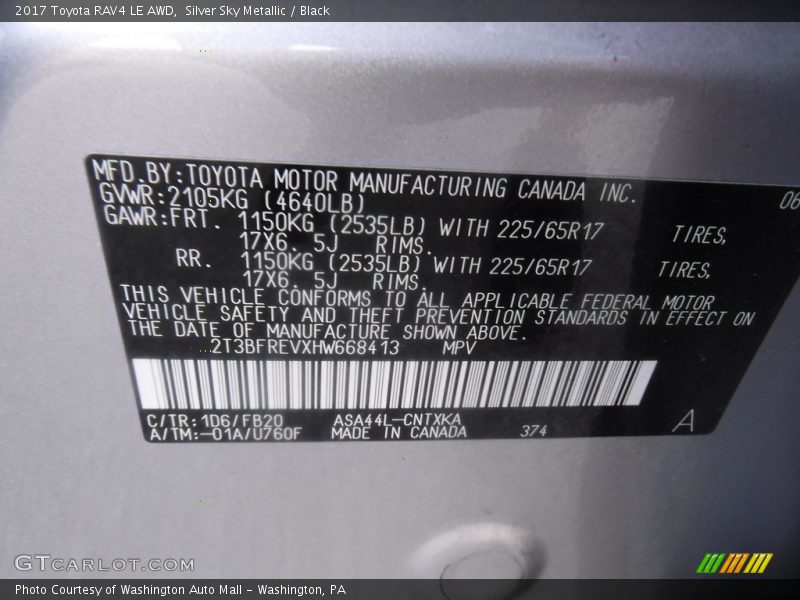 2017 Toyota RAV4 LE AWD, Silver Sky Metallic / Black
MFD.BY:TOYOTA MOTOR MANUFACTURING CANADA INC. 06
GVWR:2105KG (4640LB)
GAWR:FRT. 1150KG (2535LB) WITH 225/65R17 TIRES,
17X6. 5J RIMS.
RR. 1150KG (2535LB) WITH 225/65R17 TIRES,
17X6. 5J RIMS.
THIS VEHICLE CONFORMS TO ALL APPLICABLE FEDERAL MOTOR
VEHICLE SAFETY AND THEFT PREVENTION STANDARDS IN EFFECT ON
THE DATE OF MANUFACTURE SHOWN ABOVE.
2T3BFREVXHW668413 MPV
C/TR:1D6/FB20 ASA44L-CNTXKA
A/TM:-01A/U760F MADE IN CANADA 374 A
GTCARLOT.COM
Photo Courtesy of Washington Auto Mall - Washington, PA